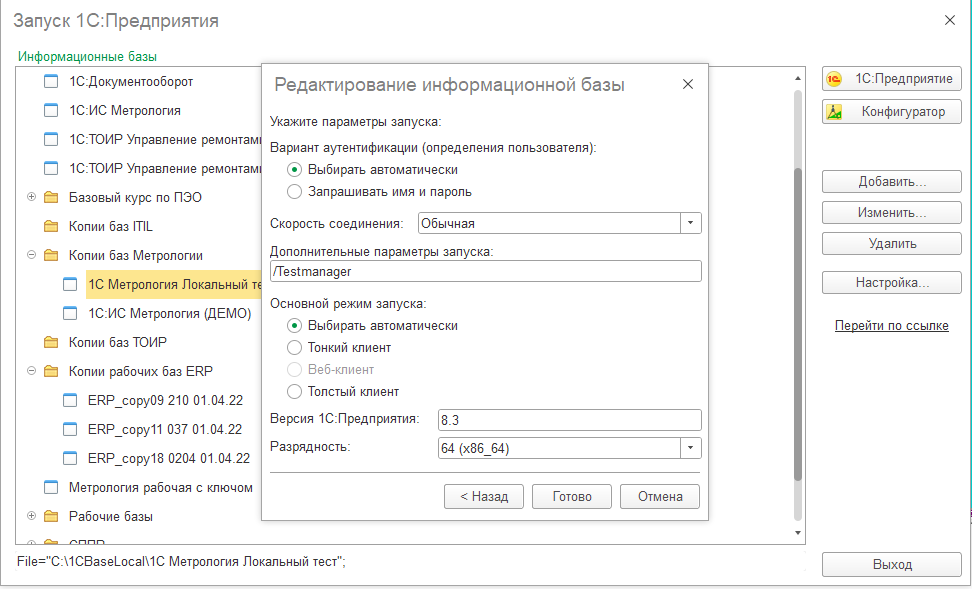 Запуск 1С:Предприятия
Информационные базы
1С:Документооборот
1С:ИС Метрология
1С:ТОИР Управление ремонтам
1С:ТОИР Управление ремонтам
Базовый курс по ПЭО
Копии баз ITIL
Копии баз Метрологии
1С Метрология Локальный те
1С:ИС Метрология (ДЕМО)
Копии баз ТОИР
Копии рабочих баз ERP
ERP_copy09 210 01.04.22
ERP_copy11 037 01.04.22
ERP_copy18 0204 01.04.22
Метрология рабочая с ключом
Рабочие базы
File="C:\1CBaseLocal\1С Метрология Локальный тест";
Редактирование информационной базы
Укажите параметры запуска:
Вариант аутентификации (определения пользователя):
Выбирать автоматически
Запрашивать имя и пароль
Скорость соединения:
Обычная
Дополнительные параметры запуска:
/Testmanager
Основной режим запуска:
Выбирать автоматически
Тонкий клиент
Веб-клиент
Толстый клиент
Версия 1С:Предприятия:
8.3
Разрядность:
64 (x86_64)
< Назад
Готово
Отмена
1С:Предприятие
Конфигуратор
Добавить...
Изменить...
Удалить
Настройка...
Перейти по ссылке
Выход